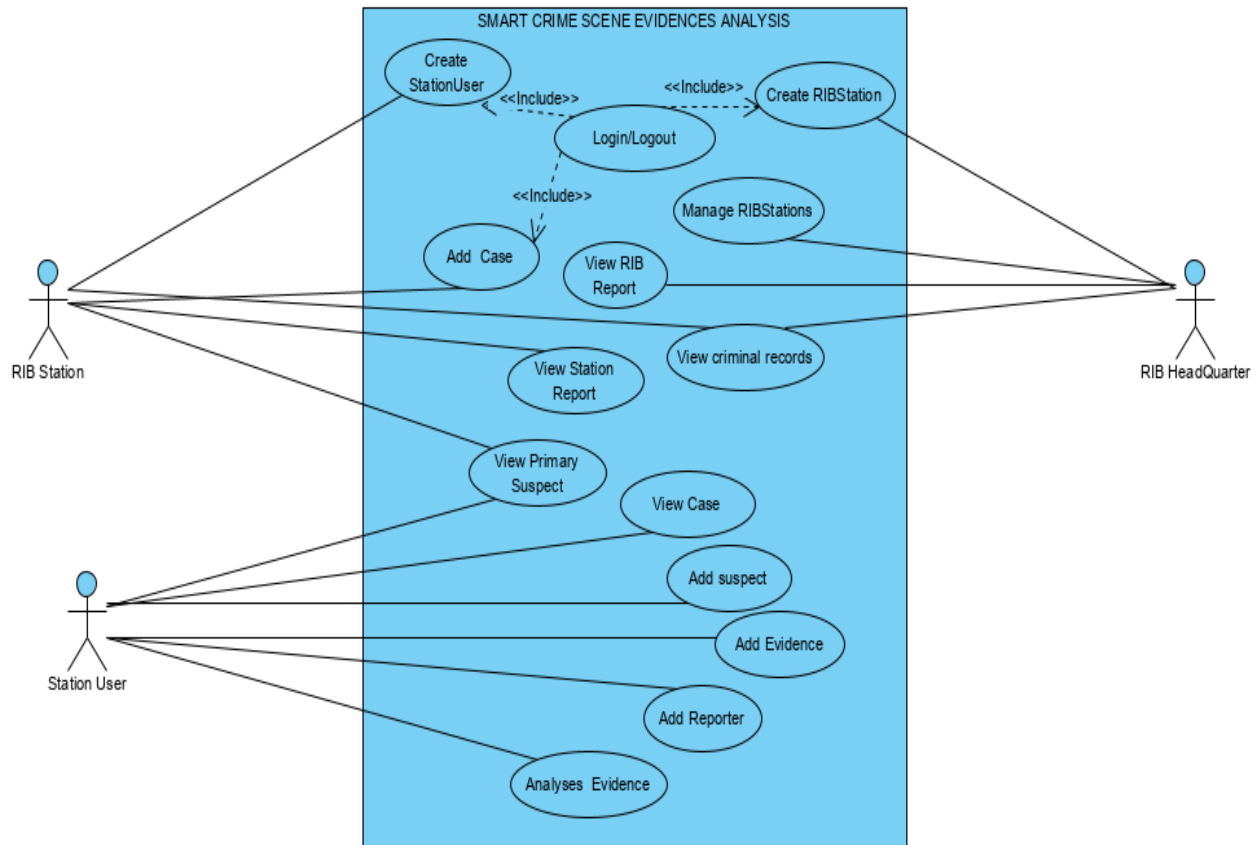 SMART CRIME SCENE EVIDENCES ANALYSIS
Create
StationUser
<<Include>>
<<Include>>
Create RIBStation
Login/Logout
<<Include>>
Manage RIBStations
Add Case
View RIB
Report
RIB Station
RIB HeadQuarter
View criminal records
View Station
Report
View Primary
Suspect
View Case
Add suspect
Add Evidence
Station User
Add Reporter
Analyses Evidence